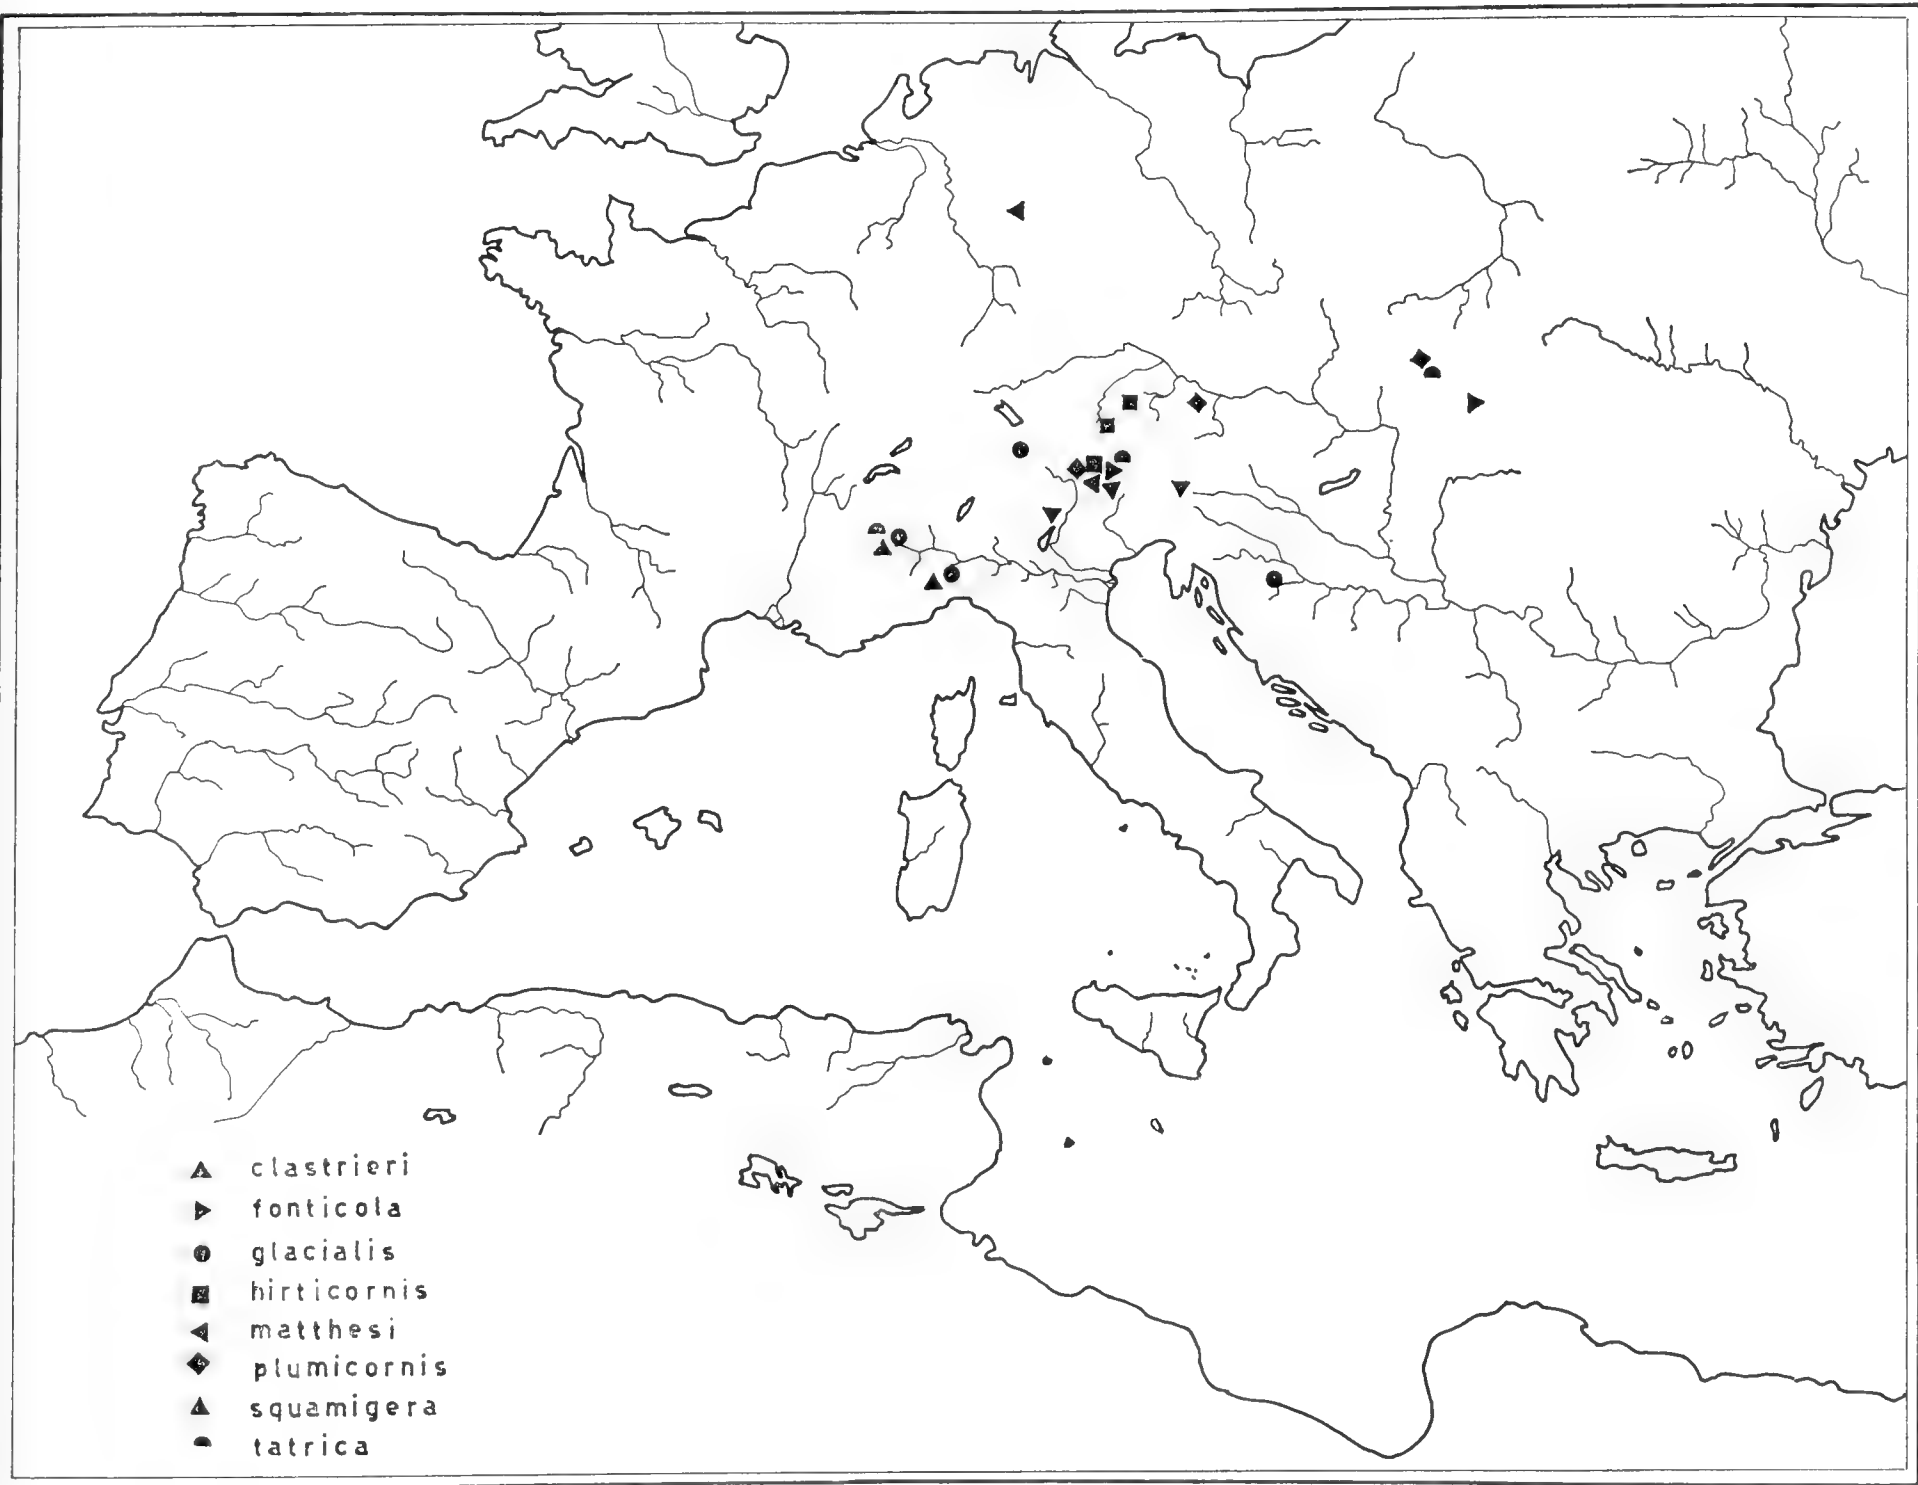 clastrieri
fonticola
glacialis
hirticornis
matthesi
plumicornis
squamigera
tatrica